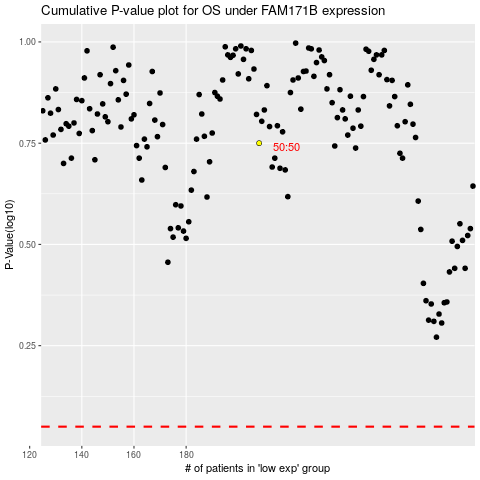 Cumulative P-value plot for OS under FAM171B expression
P-Value(log10)
1.00
0.75
0.50
0.25
50:50
120 140 160 180
# of patients in 'low exp' group